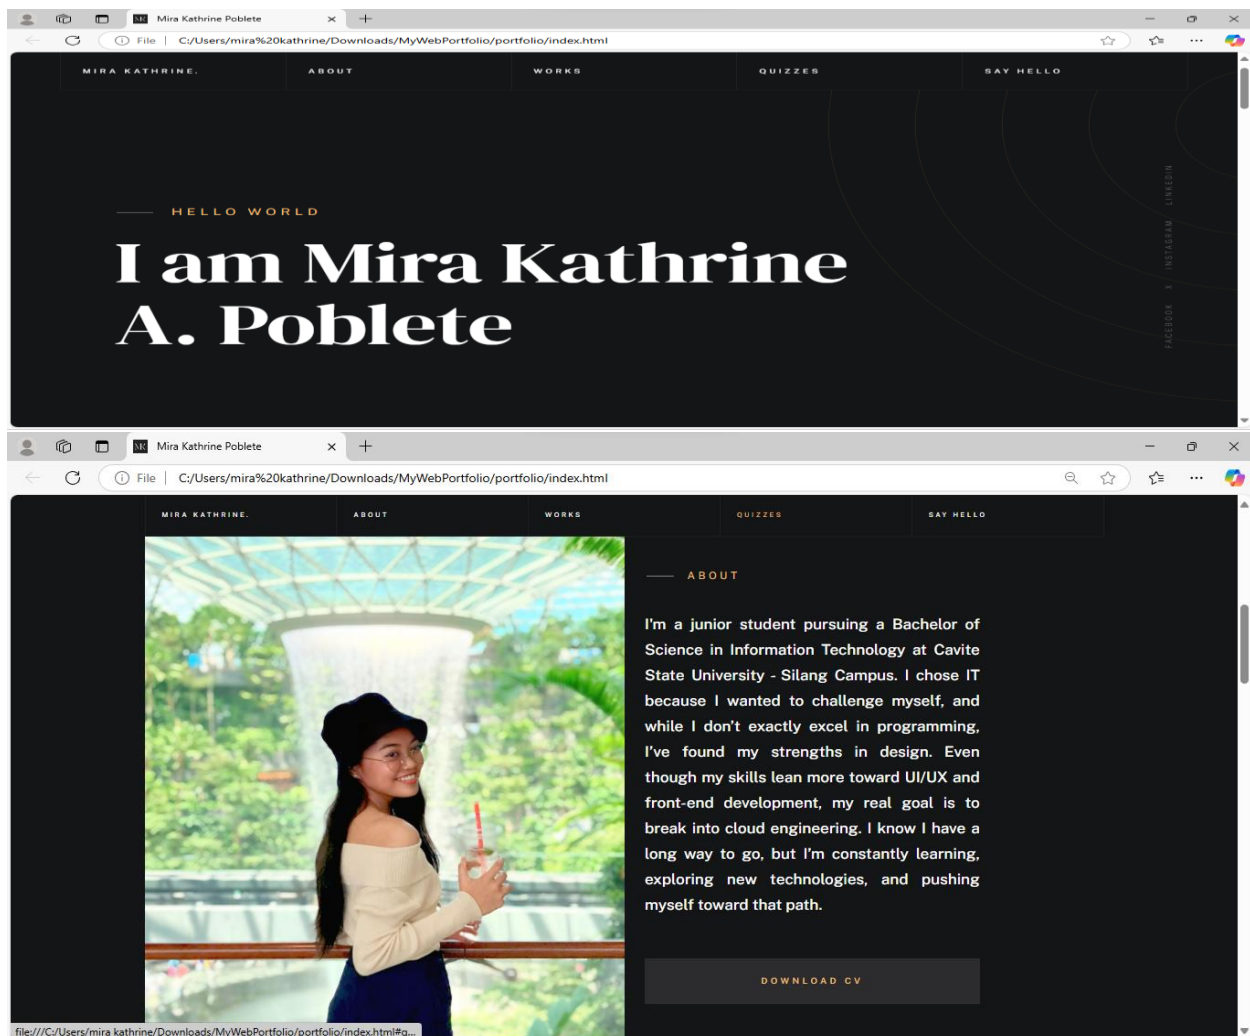 MK Mira Kathrine Poblete
File | C:/Users/mira%20kathrine/Downloads/MyWebPortfolio/portfolio/index.html
MIRA KATHRINE. ABOUT WORKS QUIZZES SAY HELLO
HELLO WORLD
I am Mira Kathrine
A. Poblete
FACEBOOK X INSTAGRAM LINKEDIN
MK Mira Kathrine Poblete
File | C:/Users/mira%20kathrine/Downloads/MyWebPortfolio/portfolio/index.html
MIRA KATHRINE. ABOUT WORKS QUIZZES SAY HELLO
ABOUT
I'm a junior student pursuing a Bachelor of
Science in Information Technology at Cavite
State University - Silang Campus. I chose IT
because I wanted to challenge myself, and
while I don't exactly excel in programming,
I've found my strengths in design. Even
though my skills lean more toward UI/UX and
front-end development, my real goal is to
break into cloud engineering. I know I have a
long way to go, but I'm constantly learning,
exploring new technologies, and pushing
myself toward that path.
DOWNLOAD CV
file:///C:/Users/mira kathrine/Downloads/MyWebPortfolio/portfolio/index.html#q...